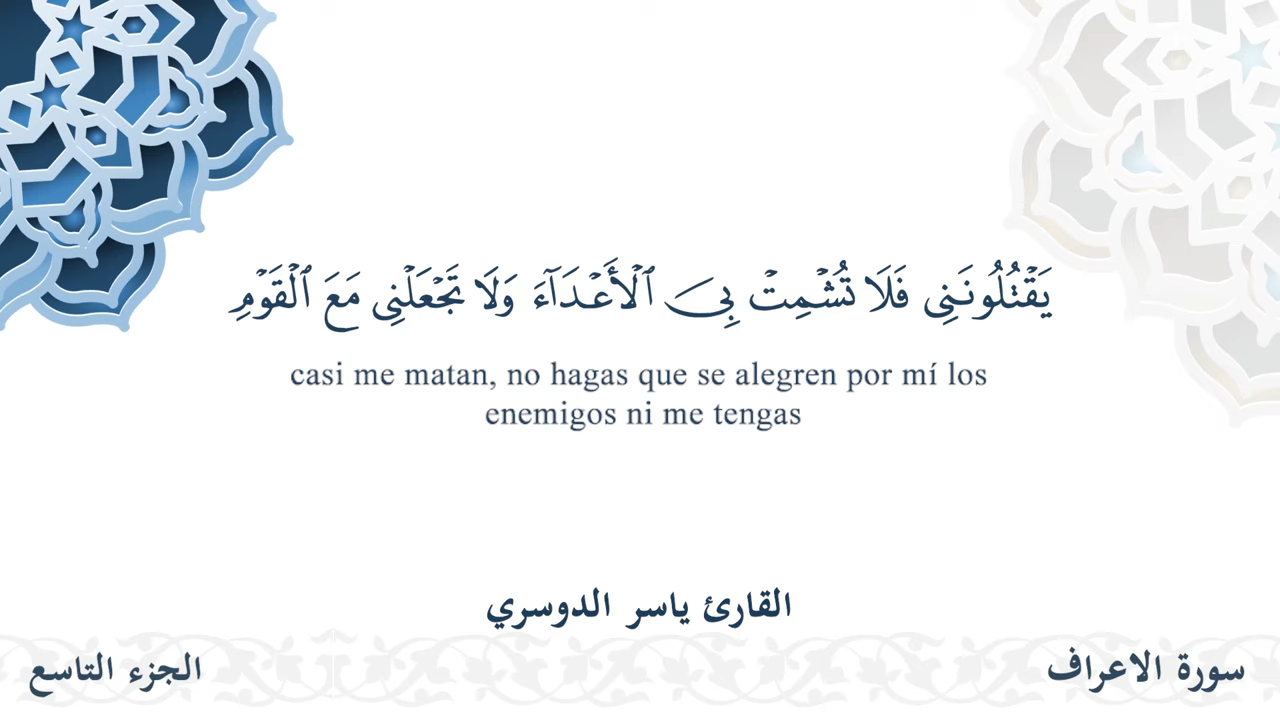 يَقْتُلُونَنِى فَلَا تُشْمِتْ بِىَ ٱلْأَعْدَآءَ وَلَا تَجْعَلْنِى مَعَ ٱلْقَوْمِ
casi me matan, no hagas que se alegren por mí los
enemigos ni me tengas
القارئ ياسر الدوسري
سورة الاعراف
الجزء التاسع